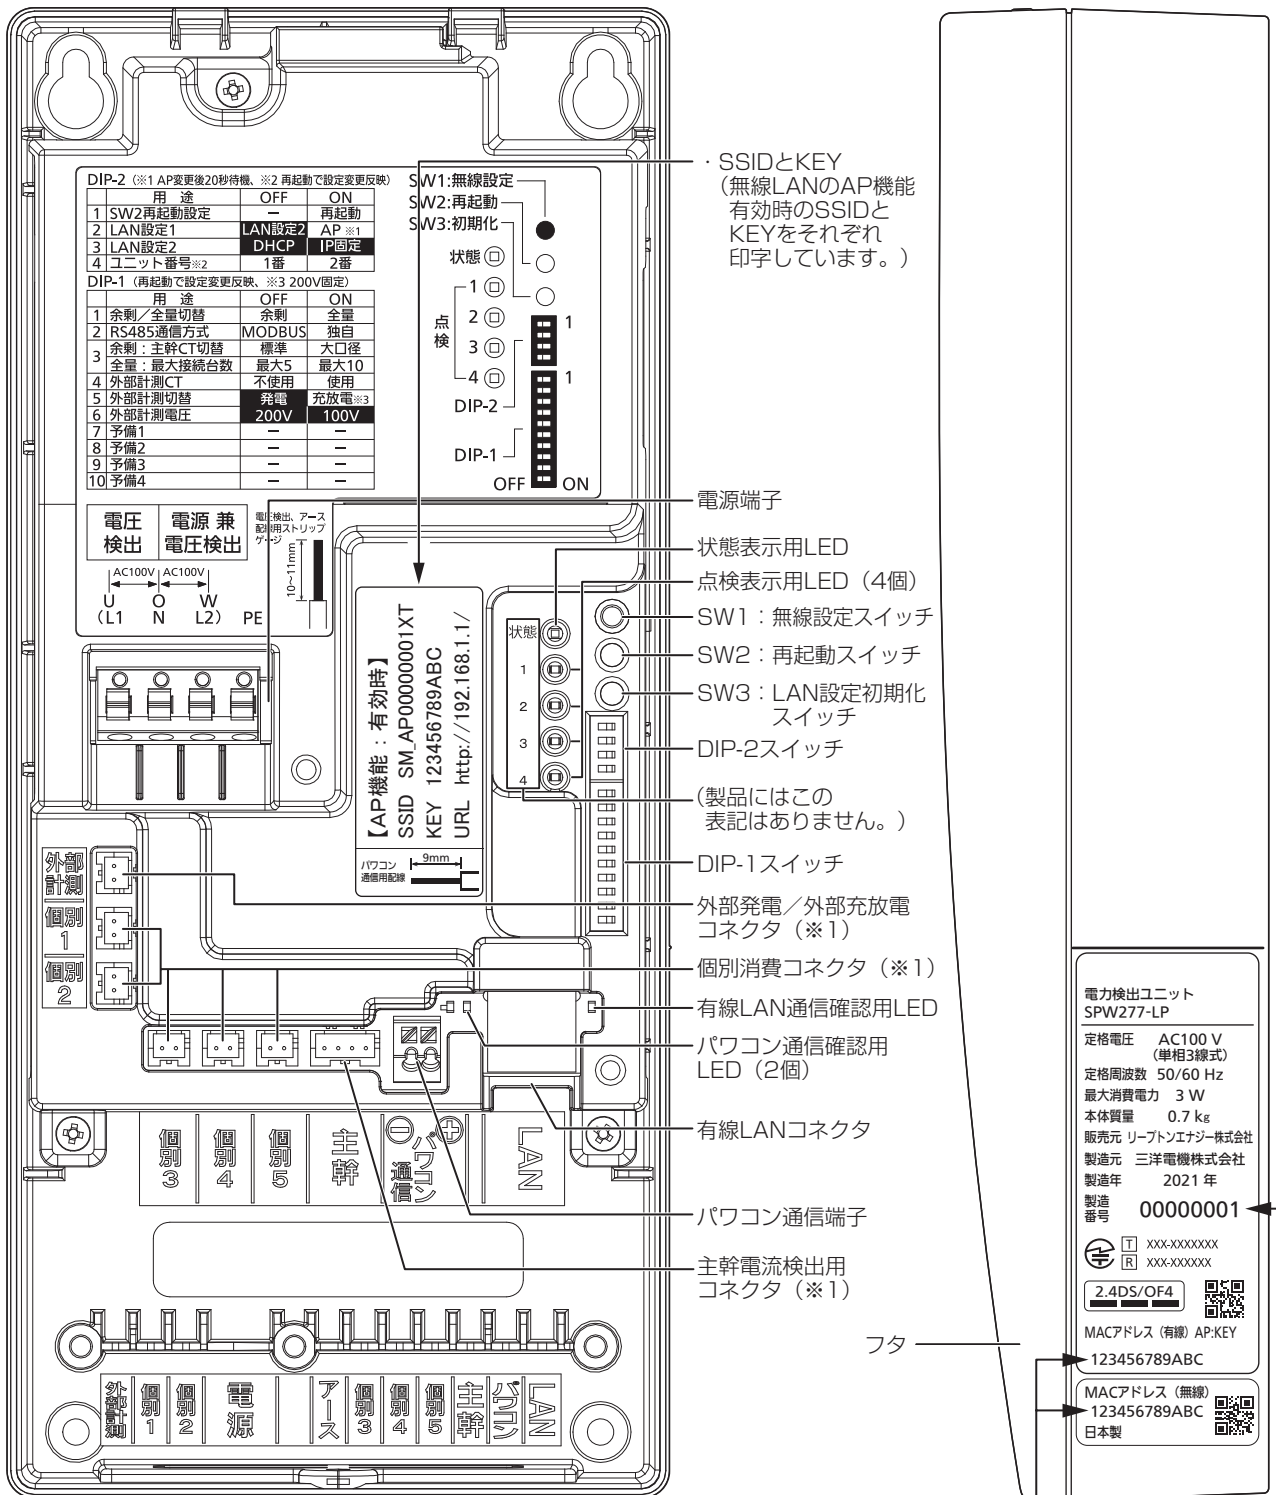 DIP-2（※1 AP変更後20秒待機、※2 再起動で設定変更反映）
用 途 OFF ON
1 SW2再起動設定 － 再起動
2 LAN設定1 LAN設定2 AP ※1
3 LAN設定2 DHCP IP固定
4 ユニット番号※2 1番 2番
DIP-1（再起動で設定変更反映、※3 200V固定）
用 途 OFF ON
1 余剰／全量切替 余剰 全量
2 RS485通信方式 MODBUS 独自
3 余剰：主幹CT切替 標準 大口径
全量：最大接続台数 最大5 最大10
4 外部計測CT 不使用 使用
5 外部計測切替 発電 充放電※3
6 外部計測電圧 200V 100V
7 予備1 － －
8 予備2 － －
9 予備3 － －
10 予備4 － －
SW1:無線設定
SW2:再起動
SW3:初期化
状態
点検
1
2
3
4
1
1
DIP-2
DIP-1
OFF ON
電圧
検出
電源 兼
電圧検出
電圧検出、アース
配線用ストリップ
ゲージ
10～11mm
AC100V AC100V
U O W
（L1 N L2） PE
【AP機能：有効時】
SSID SM_AP00000001XT
KEY 123456789ABC
URL http://192.168.1.1/
パワコン
通信用配線
9mm
状態
1
2
3
4
外部
計測
個別
1
個別
2
個別3
個別4
個別5
主幹
⊖パワコン通信⊕
LAN
外部計測
個別1
個別2
電源
アース
個別3
個別4
個別5
主幹
パワコン
LAN
・SSIDとKEY
（無線LANのAP機能
有効時のSSIDと
KEYをそれぞれ
印字しています。）
電源端子
状態表示用LED
点検表示用LED（4個）
SW1：無線設定スイッチ
SW2：再起動スイッチ
SW3：LAN設定初期化
スイッチ
DIP-2スイッチ
（製品にはこの
表記はありません。）
DIP-1スイッチ
外部発電／外部充放電
コネクタ（※1）
個別消費コネクタ（※1）
有線LAN通信確認用LED
パワコン通信確認用
LED（2個）
有線LANコネクタ
パワコン通信端子
主幹電流検出用
コネクタ（※1）
フタ
電力検出ユニット
SPW277-LP
定格電圧 AC100 V
（単相3線式）
定格周波数 50/60 Hz
最大消費電力 3 W
本体質量 0.7 kg
販売元 リープトンエナジー株式会社
製造元 三洋電機株式会社
製造年 2021 年
製造
番号 00000001
T XXX-XXXXXXX
R XXX-XXXXXX
2.4DS/OF4
MACアドレス（有線）AP:KEY
123456789ABC
MACアドレス（無線）
123456789ABC
日本製